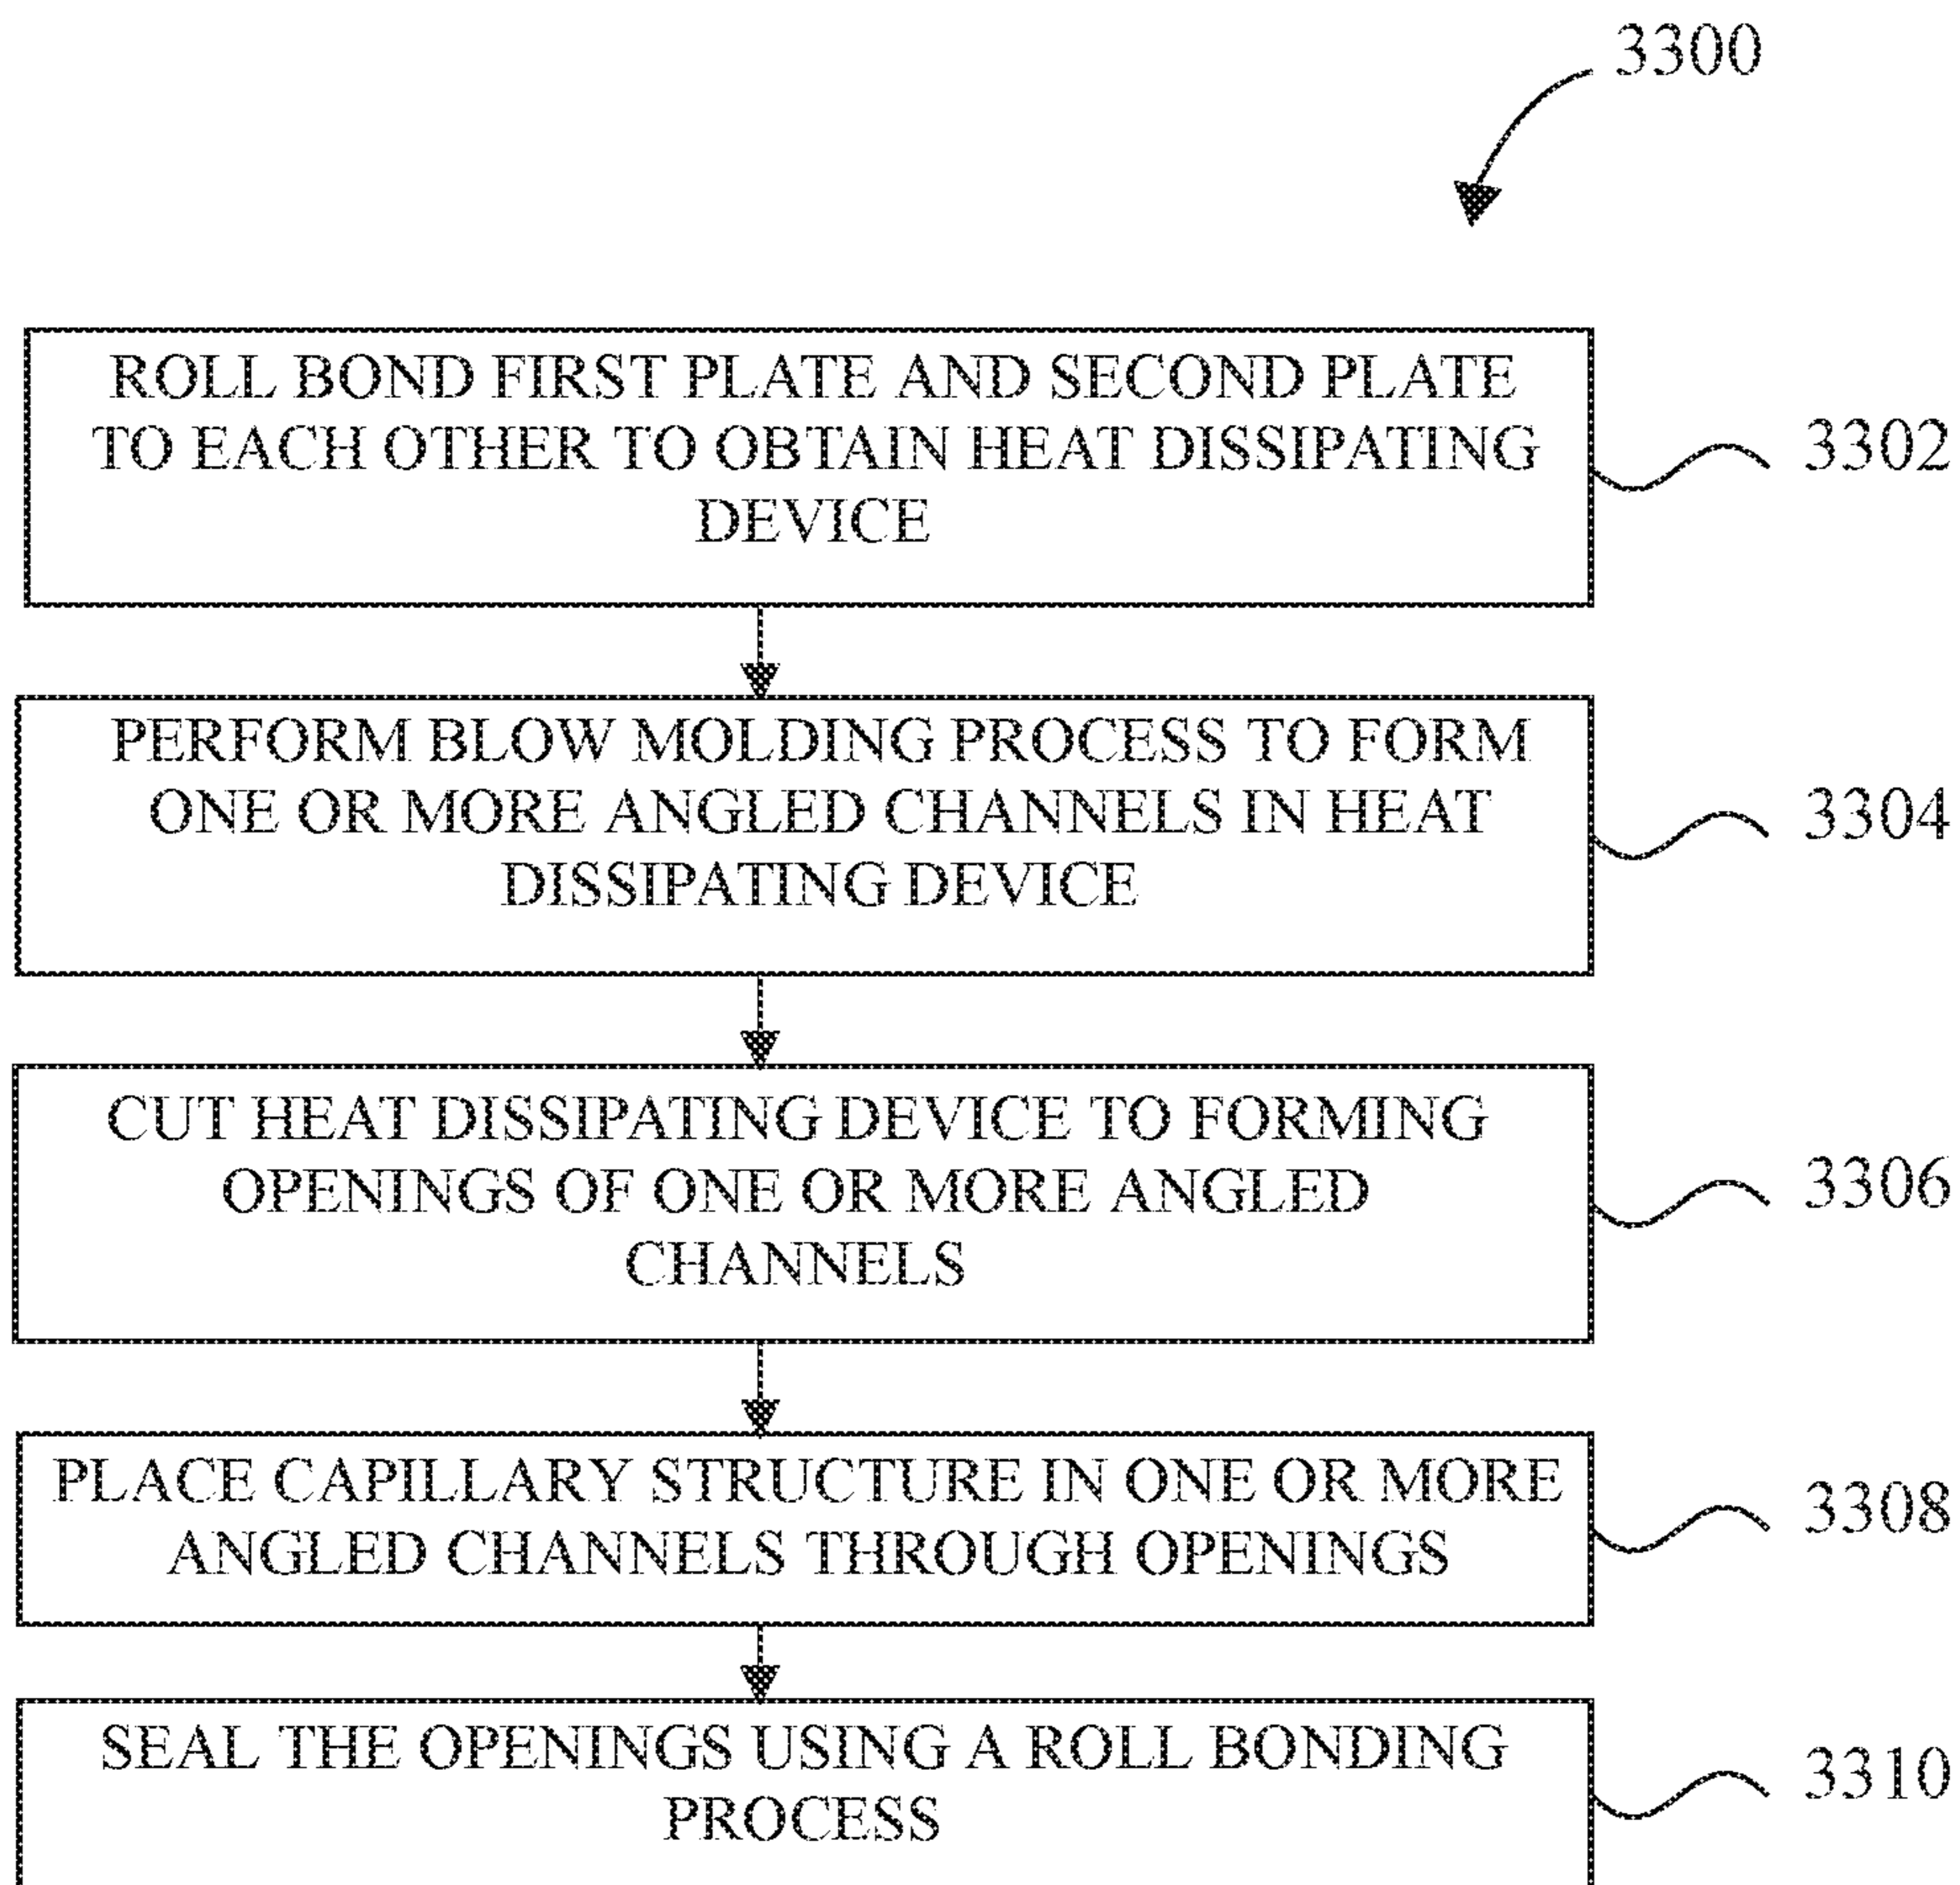 3300
ROLL BOND FIRST PLATE AND SECOND PLATE
TO EACH OTHER TO OBTAIN HEAT DISSIPATING
DEVICE
3302
PERFORM BLOW MOLDING PROCESS TO FORM
ONE OR MORE ANGLED CHANNELS IN HEAT
DISSIPATING DEVICE
3304
CUT HEAT DISSIPATING DEVICE TO FORMING
OPENINGS OF ONE OR MORE ANGLED
CHANNELS
3306
PLACE CAPILLARY STRUCTURE IN ONE OR MORE
ANGLED CHANNELS THROUGH OPENINGS
3308
SEAL THE OPENINGS USING A ROLL BONDING
PROCESS
3310